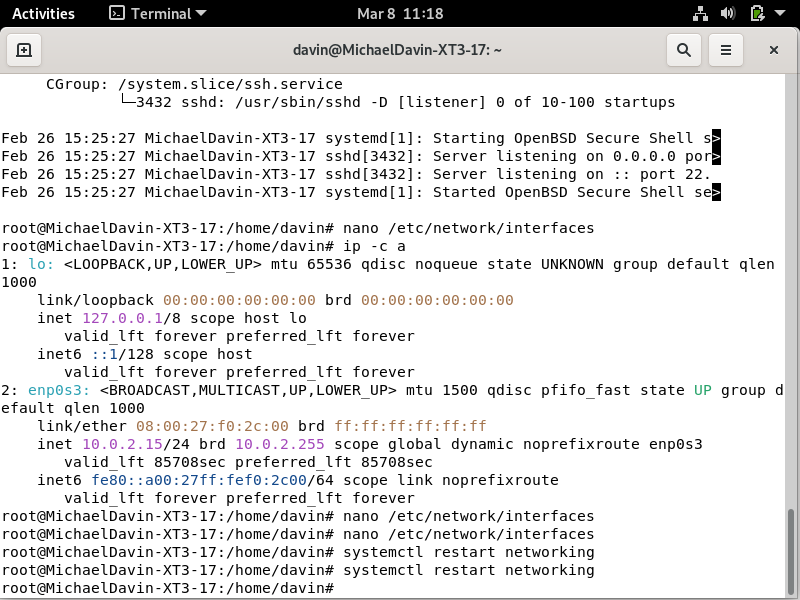 Activities Terminal Mar 8 11:18
davin@MichaelDavin-XT3-17: ~
CGroup: /system.slice/ssh.service
└─3432 sshd: /usr/sbin/sshd -D [listener] 0 of 10-100 startups
Feb 26 15:25:27 MichaelDavin-XT3-17 systemd[1]: Starting OpenBSD Secure Shell s>
Feb 26 15:25:27 MichaelDavin-XT3-17 sshd[3432]: Server listening on 0.0.0.0 por>
Feb 26 15:25:27 MichaelDavin-XT3-17 sshd[3432]: Server listening on :: port 22.
Feb 26 15:25:27 MichaelDavin-XT3-17 systemd[1]: Started OpenBSD Secure Shell se>
root@MichaelDavin-XT3-17:/home/davin# nano /etc/network/interfaces
root@MichaelDavin-XT3-17:/home/davin# ip -c a
1: lo: <LOOPBACK,UP,LOWER_UP> mtu 65536 qdisc noqueue state UNKNOWN group default qlen
1000
link/loopback 00:00:00:00:00:00 brd 00:00:00:00:00:00
inet 127.0.0.1/8 scope host lo
valid_lft forever preferred_lft forever
inet6 ::1/128 scope host
valid_lft forever preferred_lft forever
2: enp0s3: <BROADCAST,MULTICAST,UP,LOWER_UP> mtu 1500 qdisc pfifo_fast state UP group d
efault qlen 1000
link/ether 08:00:27:f0:2c:00 brd ff:ff:ff:ff:ff:ff
inet 10.0.2.15/24 brd 10.0.2.255 scope global dynamic noprefixroute enp0s3
valid_lft 85708sec preferred_lft 85708sec
inet6 fe80::a00:27ff:fef0:2c00/64 scope link noprefixroute
valid_lft forever preferred_lft forever
root@MichaelDavin-XT3-17:/home/davin# nano /etc/network/interfaces
root@MichaelDavin-XT3-17:/home/davin# nano /etc/network/interfaces
root@MichaelDavin-XT3-17:/home/davin# systemctl restart networking
root@MichaelDavin-XT3-17:/home/davin# systemctl restart networking
root@MichaelDavin-XT3-17:/home/davin#